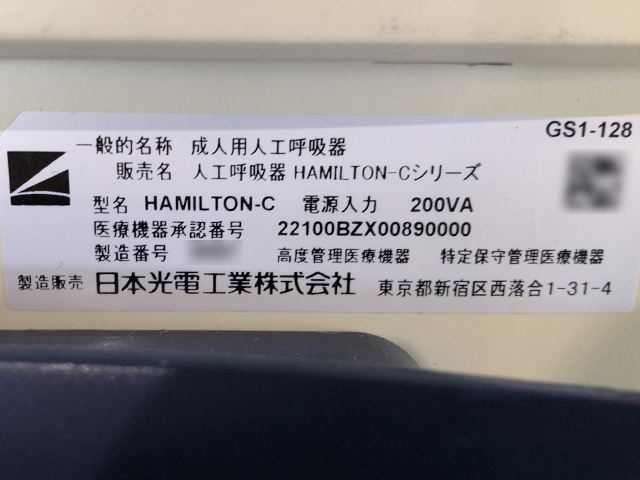 GS1-128
一般的名称 成人用人工呼吸器
販売名 人工呼吸器 HAMILTON-Cシリーズ
型名 HAMILTON-C 電源入力 200VA
医療機器承認番号 22100BZX00890000
製造番号 高度管理医療機器 特定保守管理医療機器
製造販売 日本光電工業株式会社 東京都新宿区西落合1-31-4